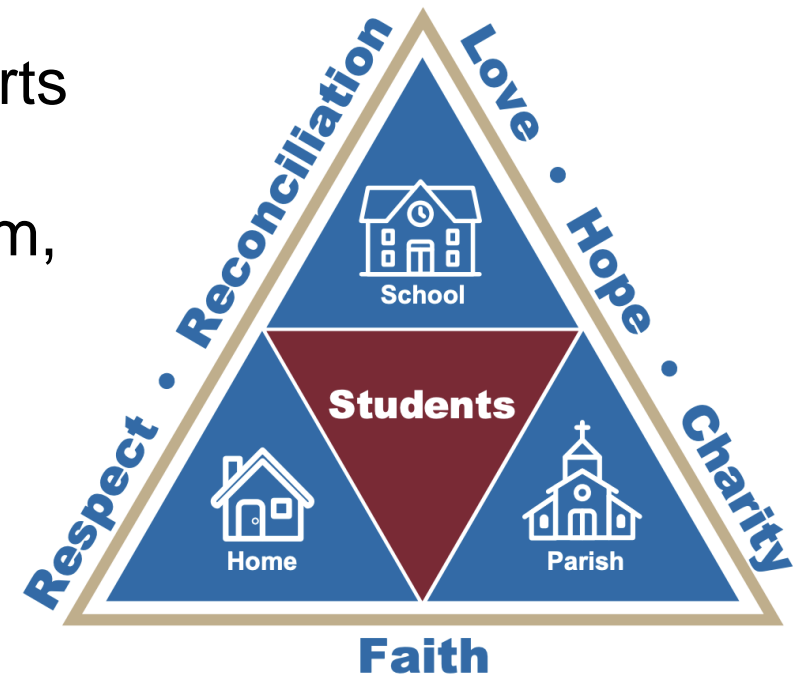 rts
m,
Respect • Reconciliation
Love • Hope • Charity
School
Students
Home
Parish
Faith